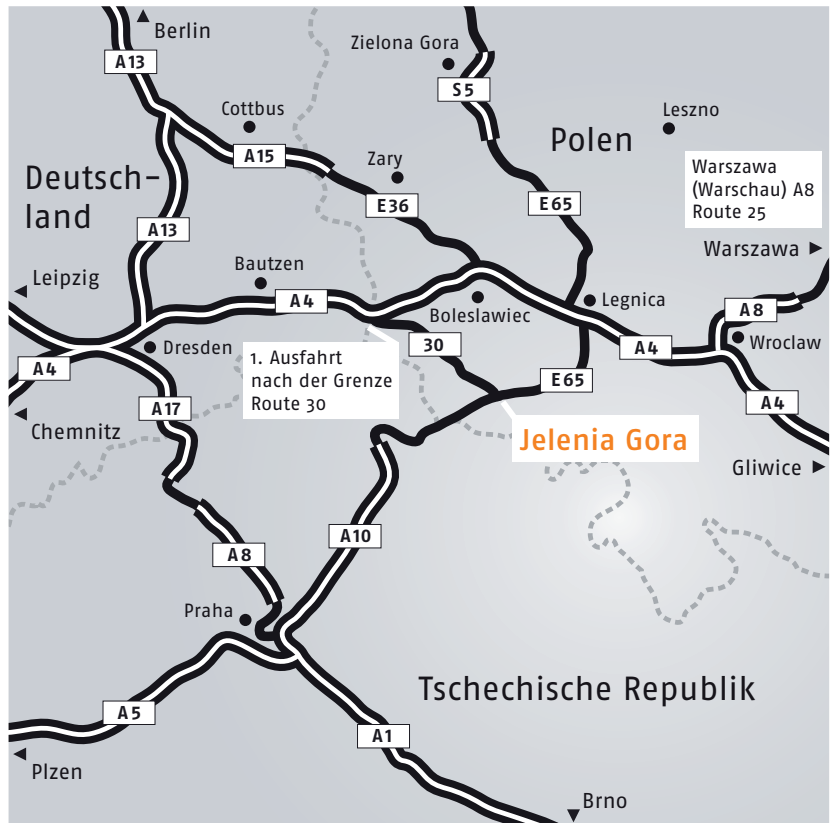 Berlin
Zielona Gora
A13
S5
Cottbus
Leszno
Polen
A15
Zary
Warszawa
(Warschau) A8
Route 25
Deutsch-
land
E36
E65
A13
Warszawa
Bautzen
Leipzig
A4
Boleslawiec
Legnica
A8
30
Dresden
A4
Wroclaw
1. Ausfahrt
nach der Grenze
Route 30
A4
E65
A17
A4
Chemnitz
Jelenia Gora
Gliwice
A10
A8
Praha
Tschechische Republik
A5
A1
Plzen
Brno